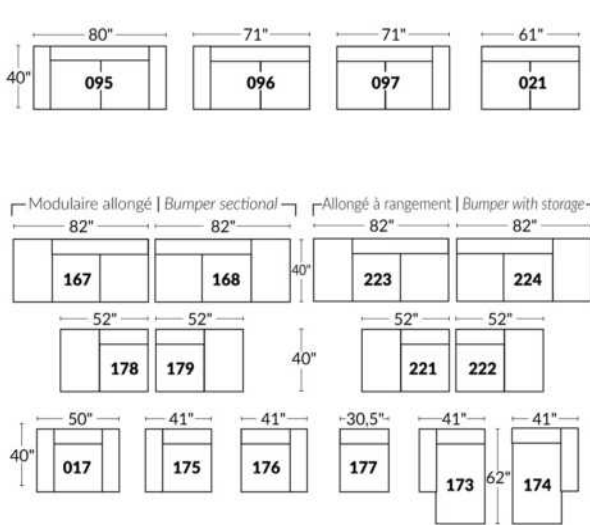 80" 71" 71" 61"
40" 095 096 097 021
Modulaire allongé | Bumper sectional Allongé à rangement | Bumper with storage
82" 82" 82" 82"
167 168 40" 223 224
52" 52" 52" 52"
178 179 40" 221 222
50" 41" 41" 30,5" 41" 41"
40" 017 175 176 177 173 62" 174